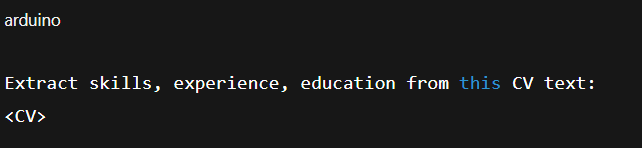 arduino
Extract skills, experience, education from this CV text:
<CV>